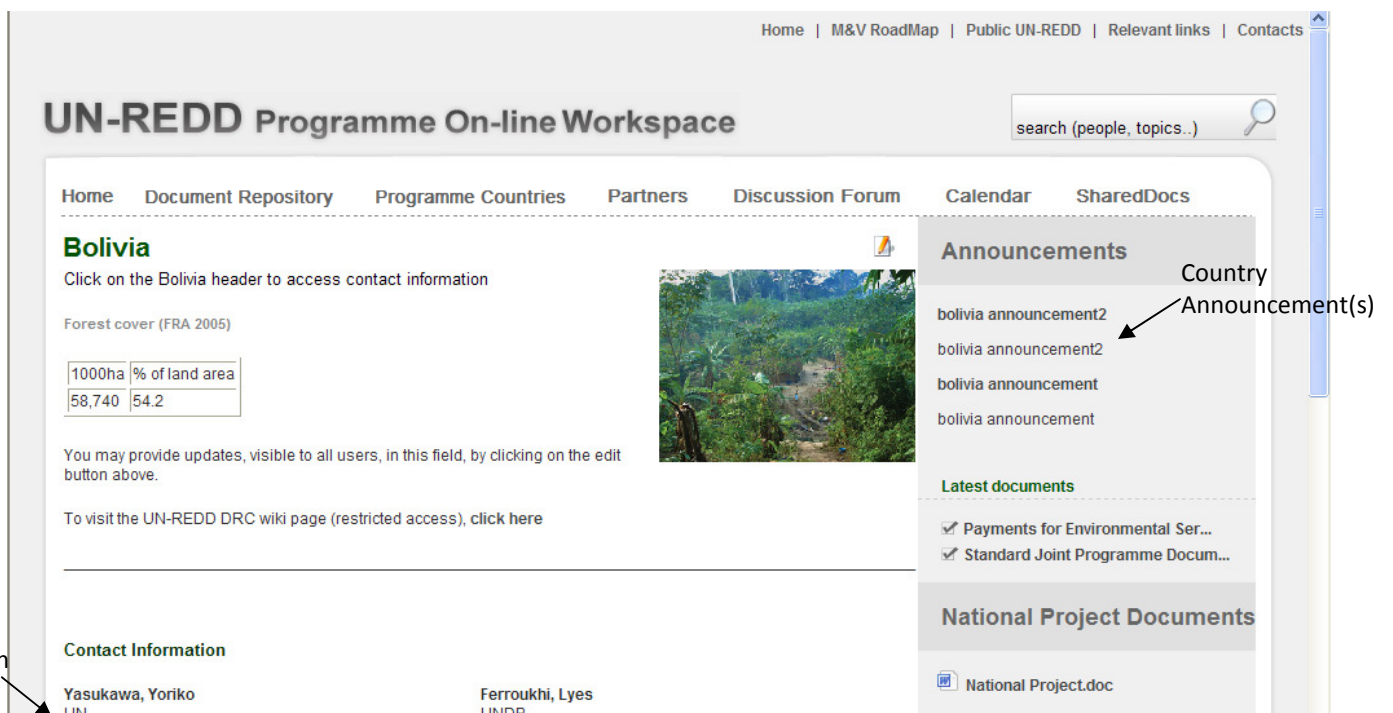 Home | M&V RoadMap | Public UN-REDD | Relevant links | Contacts
UN-REDD Programme On-line Workspace
search (people, topics..)
Home Document Repository Programme Countries Partners Discussion Forum Calendar SharedDocs
Bolivia
Click on the Bolivia header to access contact information
Forest cover (FRA 2005)
1000ha % of land area
58,740 54.2
You may provide updates, visible to all users, in this field, by clicking on the edit
button above.
To visit the UN-REDD DRC wiki page (restricted access), click here
Contact Information
Yasukawa, Yoriko
UN
Ferroukhi, Lyes
UNDP
Announcements
Country
Announcement(s)
bolivia announcement2
bolivia announcement2
bolivia announcement
bolivia announcement
Latest documents
Payments for Environmental Ser...
Standard Joint Programme Docum...
National Project Documents
National Project.doc